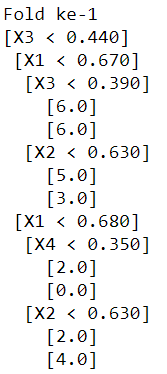 Fold ke-1
[X3 < 0.440]
 [X1 < 0.670]
  [X3 < 0.390]
    [6.0]
    [6.0]
  [X2 < 0.630]
    [5.0]
    [3.0]
 [X1 < 0.680]
  [X4 < 0.350]
    [2.0]
    [0.0]
  [X2 < 0.630]
    [2.0]
    [4.0]